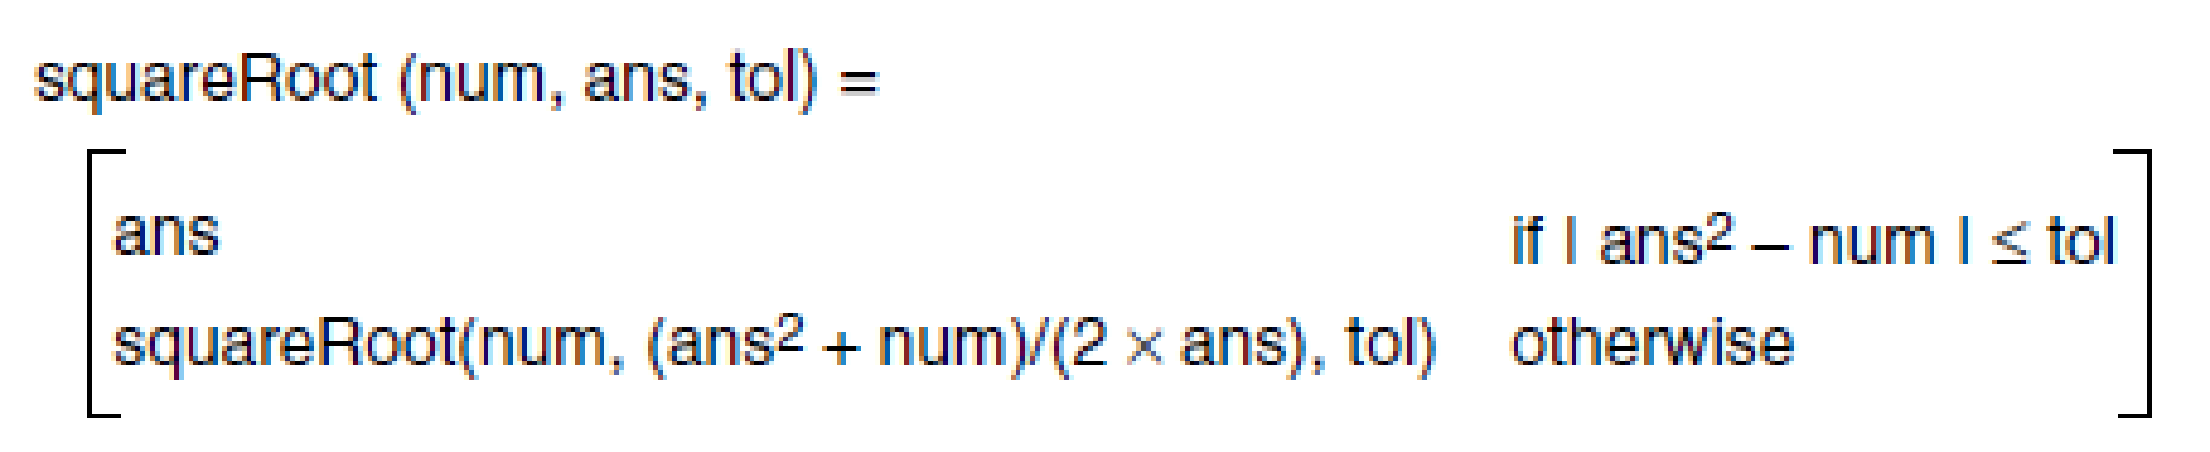 squareRoot (num, ans, tol) =
ans if | ans² – num | ≤ tol
squareRoot(num, (ans² + num)/(2 × ans), tol) otherwise